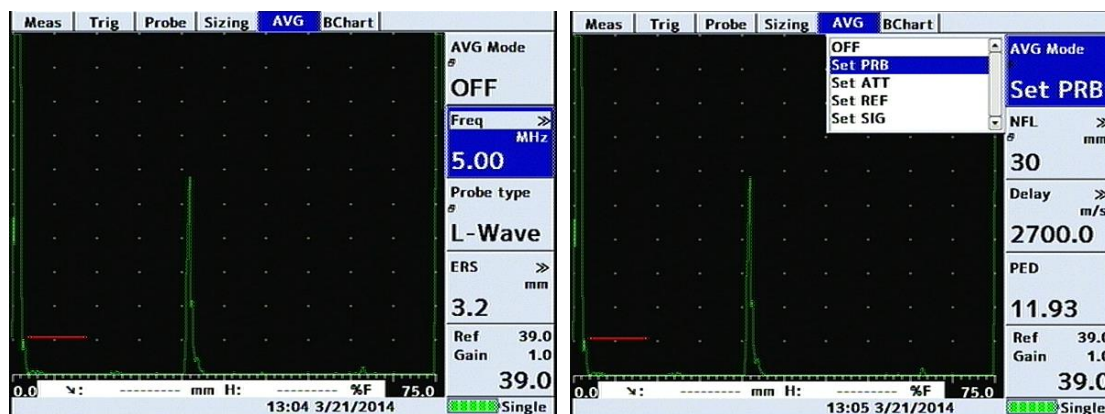 Meas Trig Probe Sizing AVG BChart
AVG Mode
OFF
Freq
MHz
5.00
Probe type
L-Wave
ERS
mm
3.2
Ref 39.0
Gain 1.0
39.0
0.0 : -------- mm H: -------- %F 75.0
13:04 3/21/2014 Single
Meas Trig Probe Sizing AVG BChart
OFF
Set PRB
Set ATT
Set REF
Set SIG
AVG Mode
Set PRB
NFL
mm
30
Delay
m/s
2700.0
PED
11.93
Ref 39.0
Gain 1.0
39.0
0.0 : -------- mm H: -------- %F 75.0
13:05 3/21/2014 Single